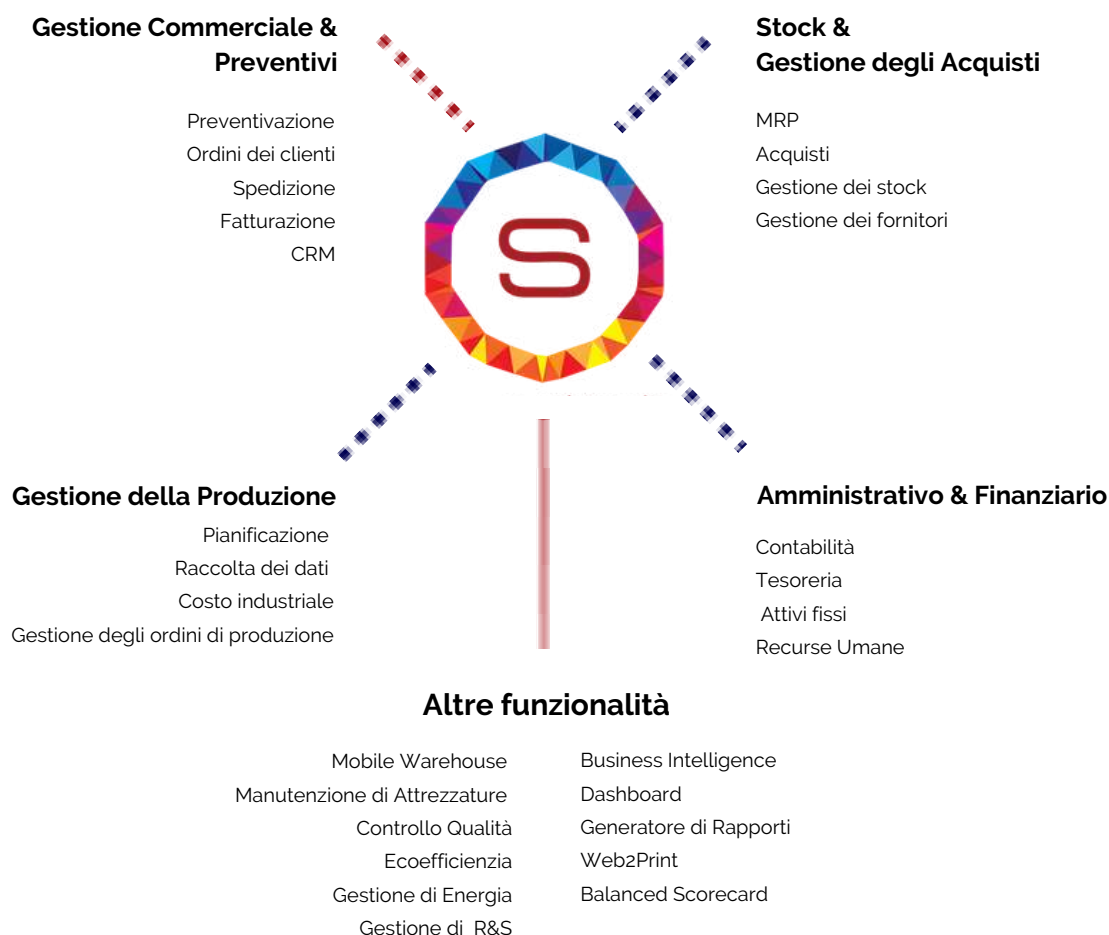 Gestione Commerciale &
Preventivi
Preventivazione
Ordini dei clienti
Spedizione
Fatturazione
CRM
Stock &
Gestione degli Acquisti
MRP
Acquisti
Gestione dei stock
Gestione dei fornitori
S
Gestione della Produzione
Pianificazione
Raccolta dei dati
Costo industriale
Gestione degli ordini di produzione
Amministrativo & Finanziario
Contabilità
Tesoreria
Attivi fissi
Recurse Umane
Altre funzionalità
Mobile Warehouse
Manutenzione di Attrezzature
Controllo Qualità
Ecoefficienzia
Gestione di Energia
Gestione di R&S
Business Intelligence
Dashboard
Generatore di Rapporti
Web2Print
Balanced Scorecard